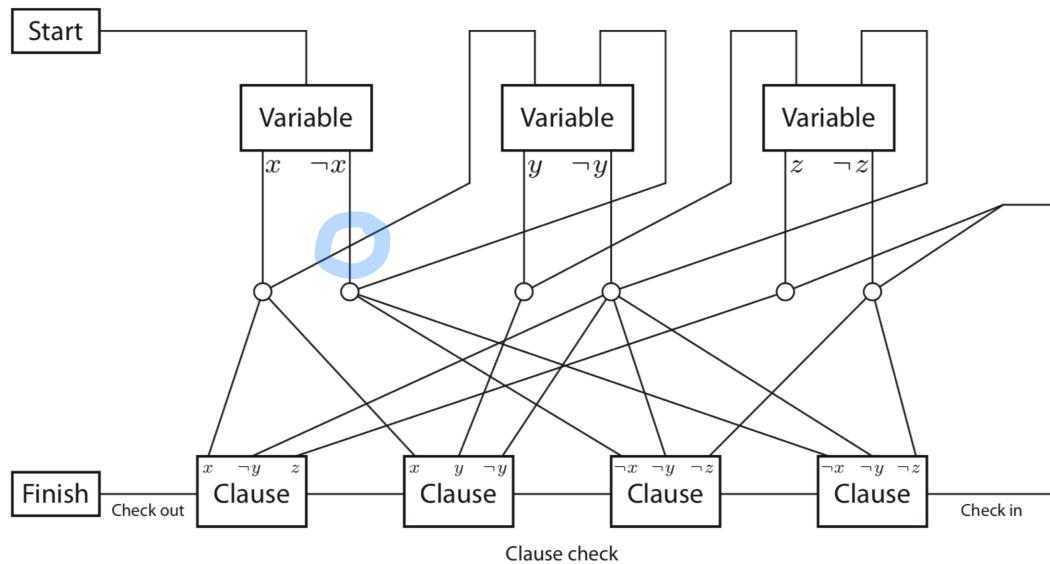 Start
Variable Variable Variable
x ¬x y ¬y z ¬z
x ¬y z x y ¬y ¬x ¬y ¬z ¬x ¬y ¬z
Finish Clause Clause Clause Clause
Check out Check in
Clause check